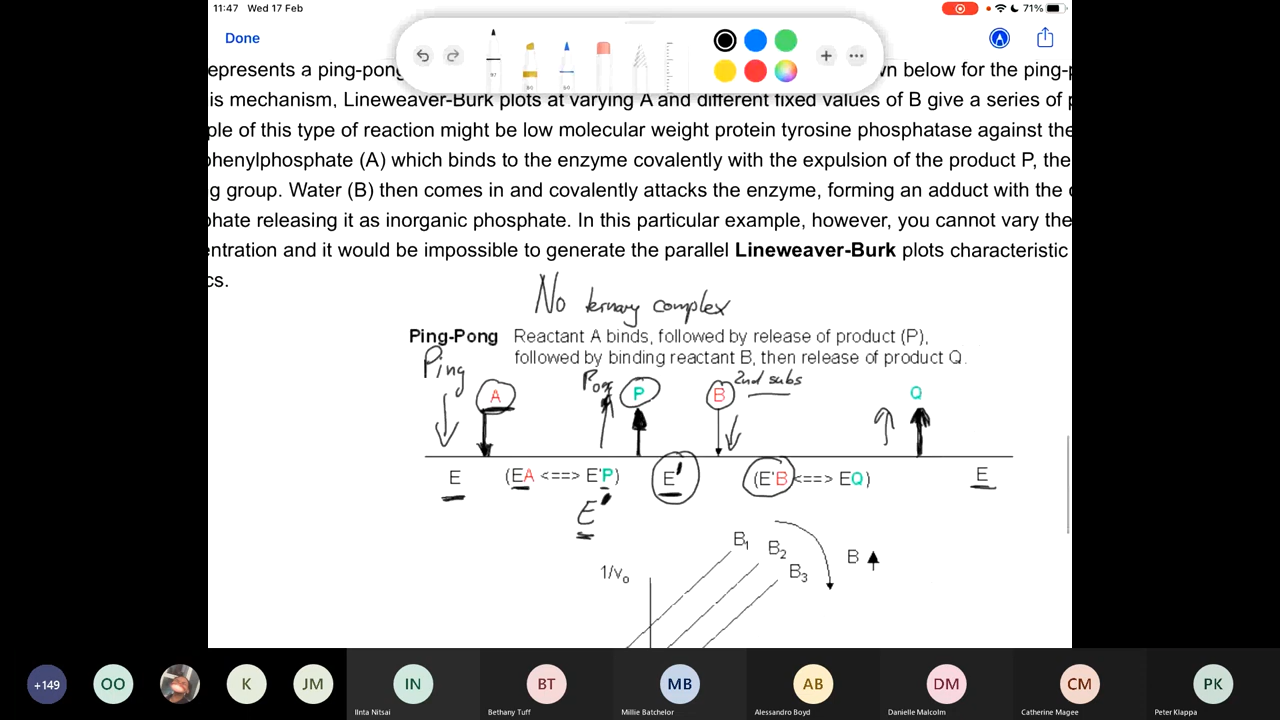 11:47 Wed 17 Feb
71%
Done
epresents a ping-pong
n below for the ping-p
is mechanism, Lineweaver-Burk plots at varying A and different fixed values of B give a series of p
ple of this type of reaction might be low molecular weight protein tyrosine phosphatase against the
phenylphosphate (A) which binds to the enzyme covalently with the expulsion of the product P, the
g group. Water (B) then comes in and covalently attacks the enzyme, forming an adduct with the c
phate releasing it as inorganic phosphate. In this particular example, however, you cannot vary the
entration and it would be impossible to generate the parallel Lineweaver-Burk plots characteristic
cs.
No ternary complex
Ping-Pong Reactant A binds, followed by release of product (P),
followed by binding reactant B, then release of product Q.
Ping
Pong
2nd subs
A P B Q
E (EA <==> E'P) E' (E'B <==> EQ) E
E'
B1 B2 B3 B
1/vo
+149 OO K JM IN BT MB AB DM CM PK
Ilnta Nitsai Bethany Tuff Millie Batchelor Alessandro Boyd Danielle Malcolm Catherine Magee Peter Klappa